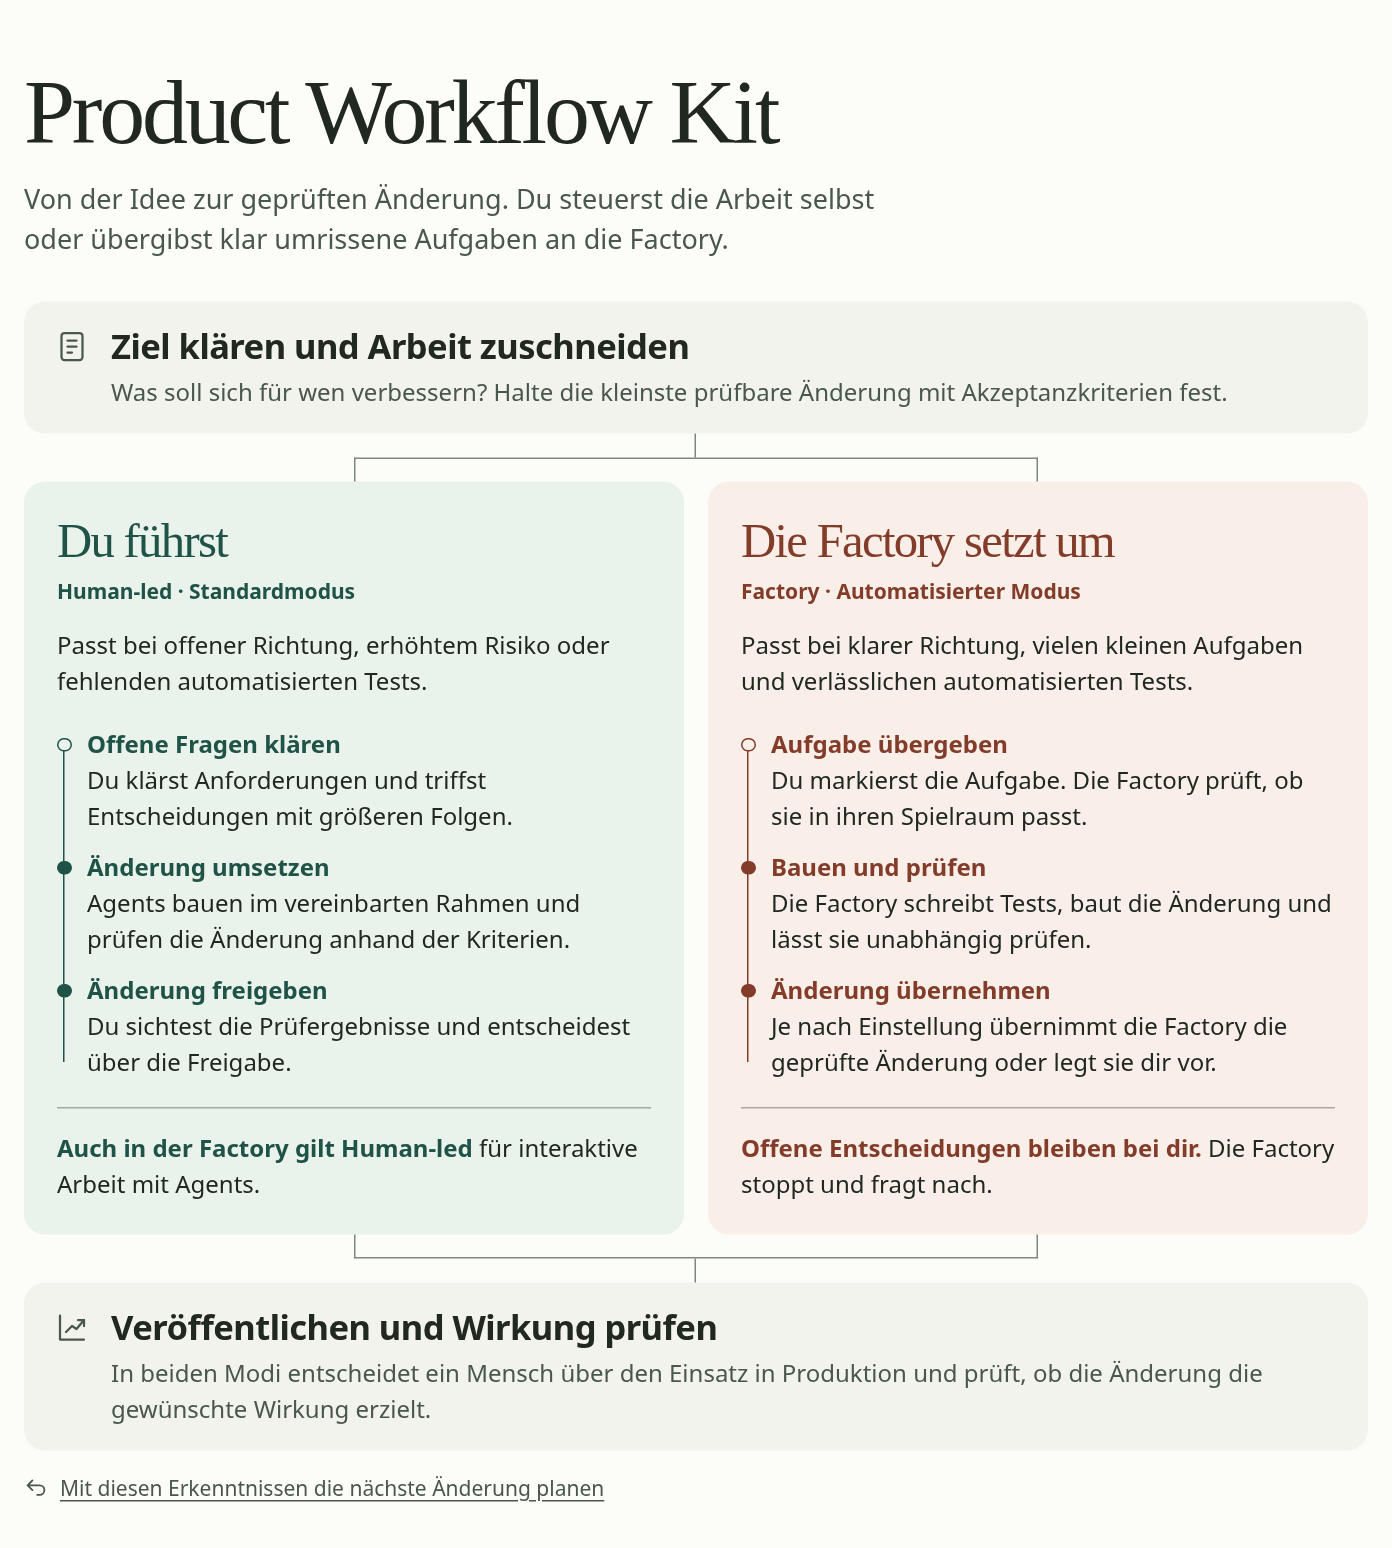 Product Workflow Kit
Von der Idee zur geprüften Änderung. Du steuerst die Arbeit selbst
oder übergibst klar umrissene Aufgaben an die Factory.
Ziel klären und Arbeit zuschneiden
Was soll sich für wen verbessern? Halte die kleinste prüfbare Änderung mit Akzeptanzkriterien fest.
Du führst
Human-led · Standardmodus
Passt bei offener Richtung, erhöhtem Risiko oder
fehlenden automatisierten Tests.
Offene Fragen klären
Du klärst Anforderungen und triffst
Entscheidungen mit größeren Folgen.
Änderung umsetzen
Agents bauen im vereinbarten Rahmen und
prüfen die Änderung anhand der Kriterien.
Änderung freigeben
Du sichtest die Prüfergebnisse und entscheidest
über die Freigabe.
Auch in der Factory gilt Human-led für interaktive
Arbeit mit Agents.
Die Factory setzt um
Factory · Automatisierter Modus
Passt bei klarer Richtung, vielen kleinen Aufgaben
und verlässlichen automatisierten Tests.
Aufgabe übergeben
Du markierst die Aufgabe. Die Factory prüft, ob
sie in ihren Spielraum passt.
Bauen und prüfen
Die Factory schreibt Tests, baut die Änderung und
lässt sie unabhängig prüfen.
Änderung übernehmen
Je nach Einstellung übernimmt die Factory die
geprüfte Änderung oder legt sie dir vor.
Offene Entscheidungen bleiben bei dir. Die Factory
stoppt und fragt nach.
Veröffentlichen und Wirkung prüfen
In beiden Modi entscheidet ein Mensch über den Einsatz in Produktion und prüft, ob die Änderung die
gewünschte Wirkung erzielt.
Mit diesen Erkenntnissen die nächste Änderung planen